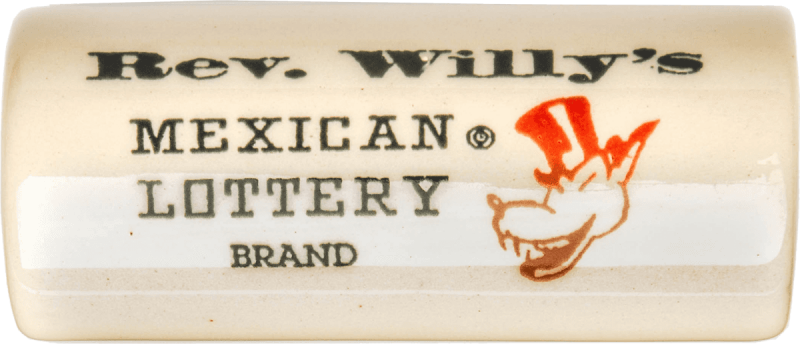 Rev. Willy's
MEXICAN ®
LOTTERY
BRAND